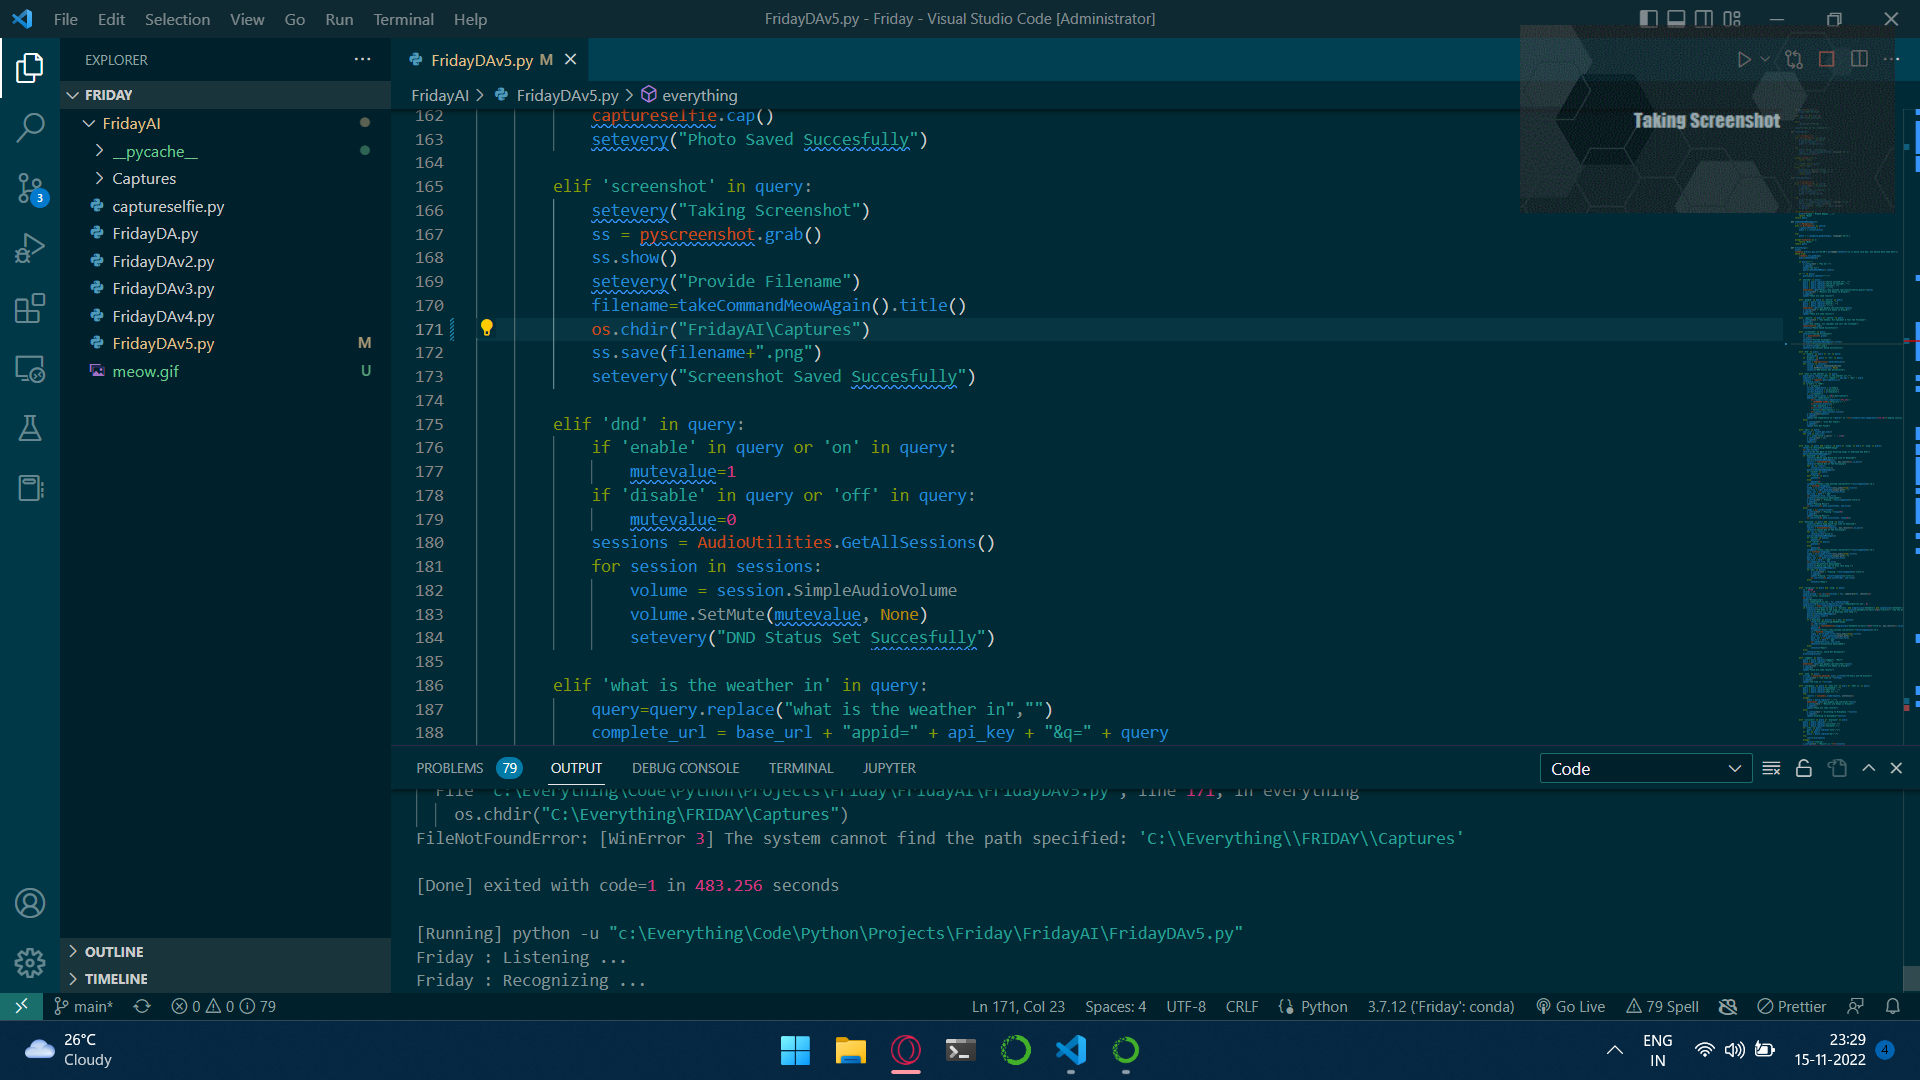 File Edit Selection View Go Run Terminal Help
FridayDAv5.py - Friday - Visual Studio Code [Administrator]
EXPLORER
FRIDAY
FridayAI
__pycache__
Captures
captureselfie.py
FridayDA.py
FridayDAv2.py
FridayDAv3.py
FridayDAv4.py
FridayDAv5.py M
meow.gif U
OUTLINE
TIMELINE
3
FridayDAv5.py M
FridayAI > FridayDAv5.py > everything
Taking Screenshot
162 captureselfie.cap()
163 setevery("Photo Saved Succesfully")
164
165 elif 'screenshot' in query:
166 setevery("Taking Screenshot")
167 ss = pyscreenshot.grab()
168 ss.show()
169 setevery("Provide Filename")
170 filename=takeCommandMeowAgain().title()
171 os.chdir("FridayAI\Captures")
172 ss.save(filename+".png")
173 setevery("Screenshot Saved Succesfully")
174
175 elif 'dnd' in query:
176 if 'enable' in query or 'on' in query:
177 mutevalue=1
178 if 'disable' in query or 'off' in query:
179 mutevalue=0
180 sessions = AudioUtilities.GetAllSessions()
181 for session in sessions:
182 volume = session.SimpleAudioVolume
183 volume.SetMute(mutevalue, None)
184 setevery("DND Status Set Succesfully")
185
186 elif 'what is the weather in' in query:
187 query=query.replace("what is the weather in","")
188 complete_url = base_url + "appid=" + api_key + "&q=" + query
PROBLEMS 79 OUTPUT DEBUG CONSOLE TERMINAL JUPYTER Code
File "c:\Everything\Code\Python\Projects\Friday\FridayAI\FridayDAv5.py", line 171, in everything
os.chdir("C:\Everything\FRIDAY\Captures")
FileNotFoundError: [WinError 3] The system cannot find the path specified: 'C:\\Everything\\FRIDAY\\Captures'
[Done] exited with code=1 in 483.256 seconds
[Running] python -u "c:\Everything\Code\Python\Projects\Friday\FridayAI\FridayDAv5.py"
Friday : Listening ...
Friday : Recognizing ...
main* 0 0 79 Ln 171, Col 23 Spaces: 4 UTF-8 CRLF Python 3.7.12 ('Friday': conda) Go Live 79 Spell Prettier
26°C
Cloudy
ENG
IN
23:29
15-11-2022
4